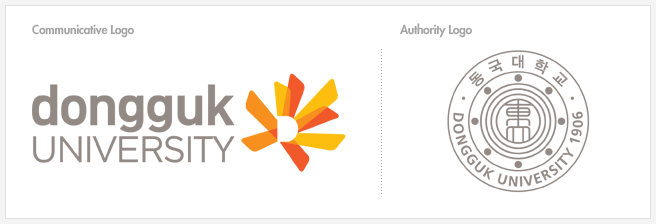 Communicative Logo
dongguk
UNIVERSITY
Authority Logo
동국대학교
DONGGUK UNIVERSITY 1906